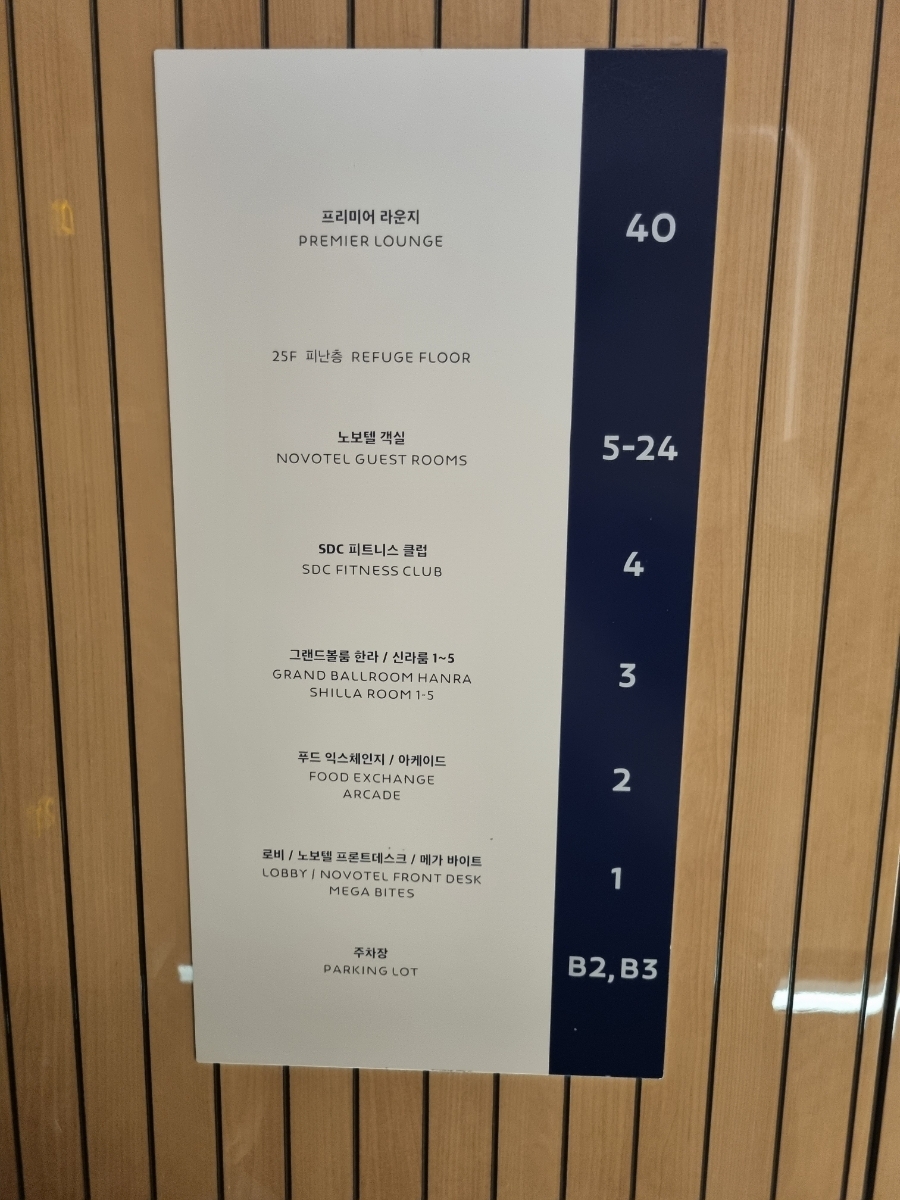 프리미어 라운지
PREMIER LOUNGE
40
25F 피난층 REFUGE FLOOR
노보텔 객실
NOVOTEL GUEST ROOMS
5-24
SDC 피트니스 클럽
SDC FITNESS CLUB
4
그랜드볼룸 한라 / 신라룸 1~5
GRAND BALLROOM HANRA
SHILLA ROOM 1-5
3
푸드 익스체인지 / 아케이드
FOOD EXCHANGE
ARCADE
2
로비 / 노보텔 프론트데스크 / 메가 바이트
LOBBY / NOVOTEL FRONT DESK
MEGA BITES
1
주차장
PARKING LOT
B2, B3